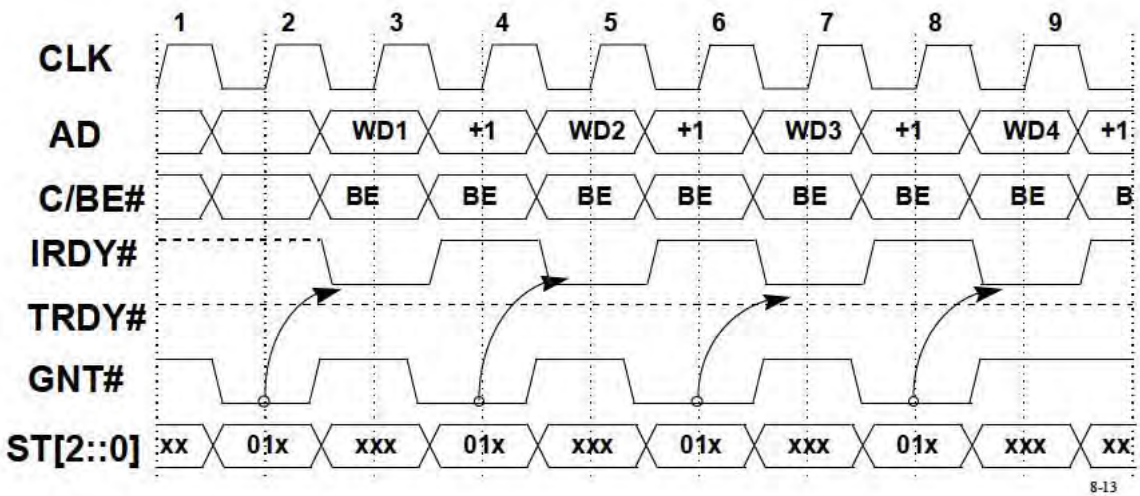 1 2 3 4 5 6 7 8 9
CLK
AD WD1 +1 WD2 +1 WD3 +1 WD4 +1
C/BE# BE BE BE BE BE BE BE B
IRDY#
TRDY#
GNT#
ST[2::0] xx 01x xxx 01x xxx 01x xxx 01x xxx xx
8-13